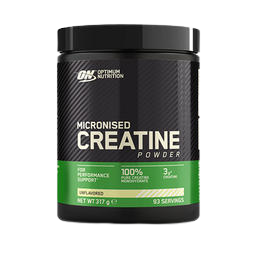 ON OPTIMUM
NUTRITION
MICRONISED
CREATINE
POWDER
FOR
PERFORMANCE
SUPPORT*
100%
PURE CREATINE
MONOHYDRATE
3g*
CREATINE
UNFLAVORED
NET WT 317 g e 93 SERVINGS